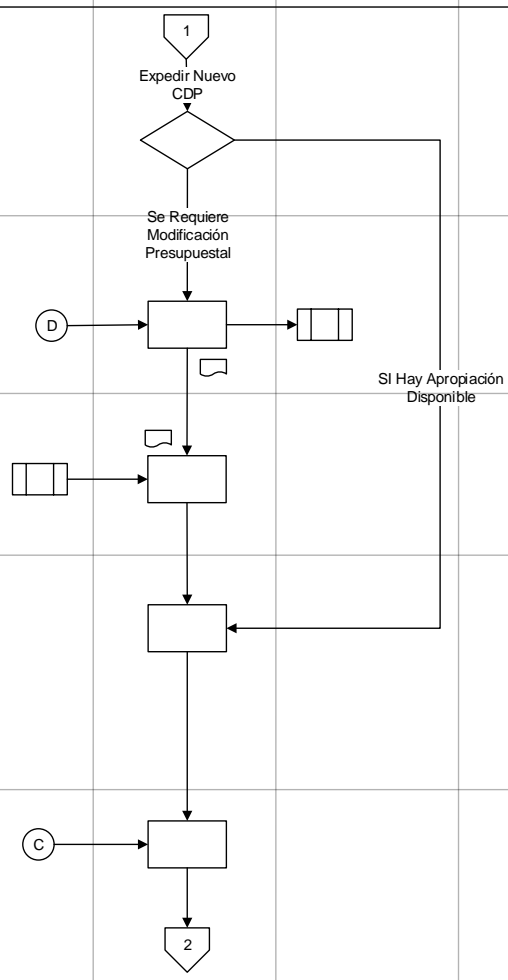 1
Expedir Nuevo
CDP
Se Requiere
Modificación
Presupuestal
D
SI Hay Apropiación
Disponible
C
2